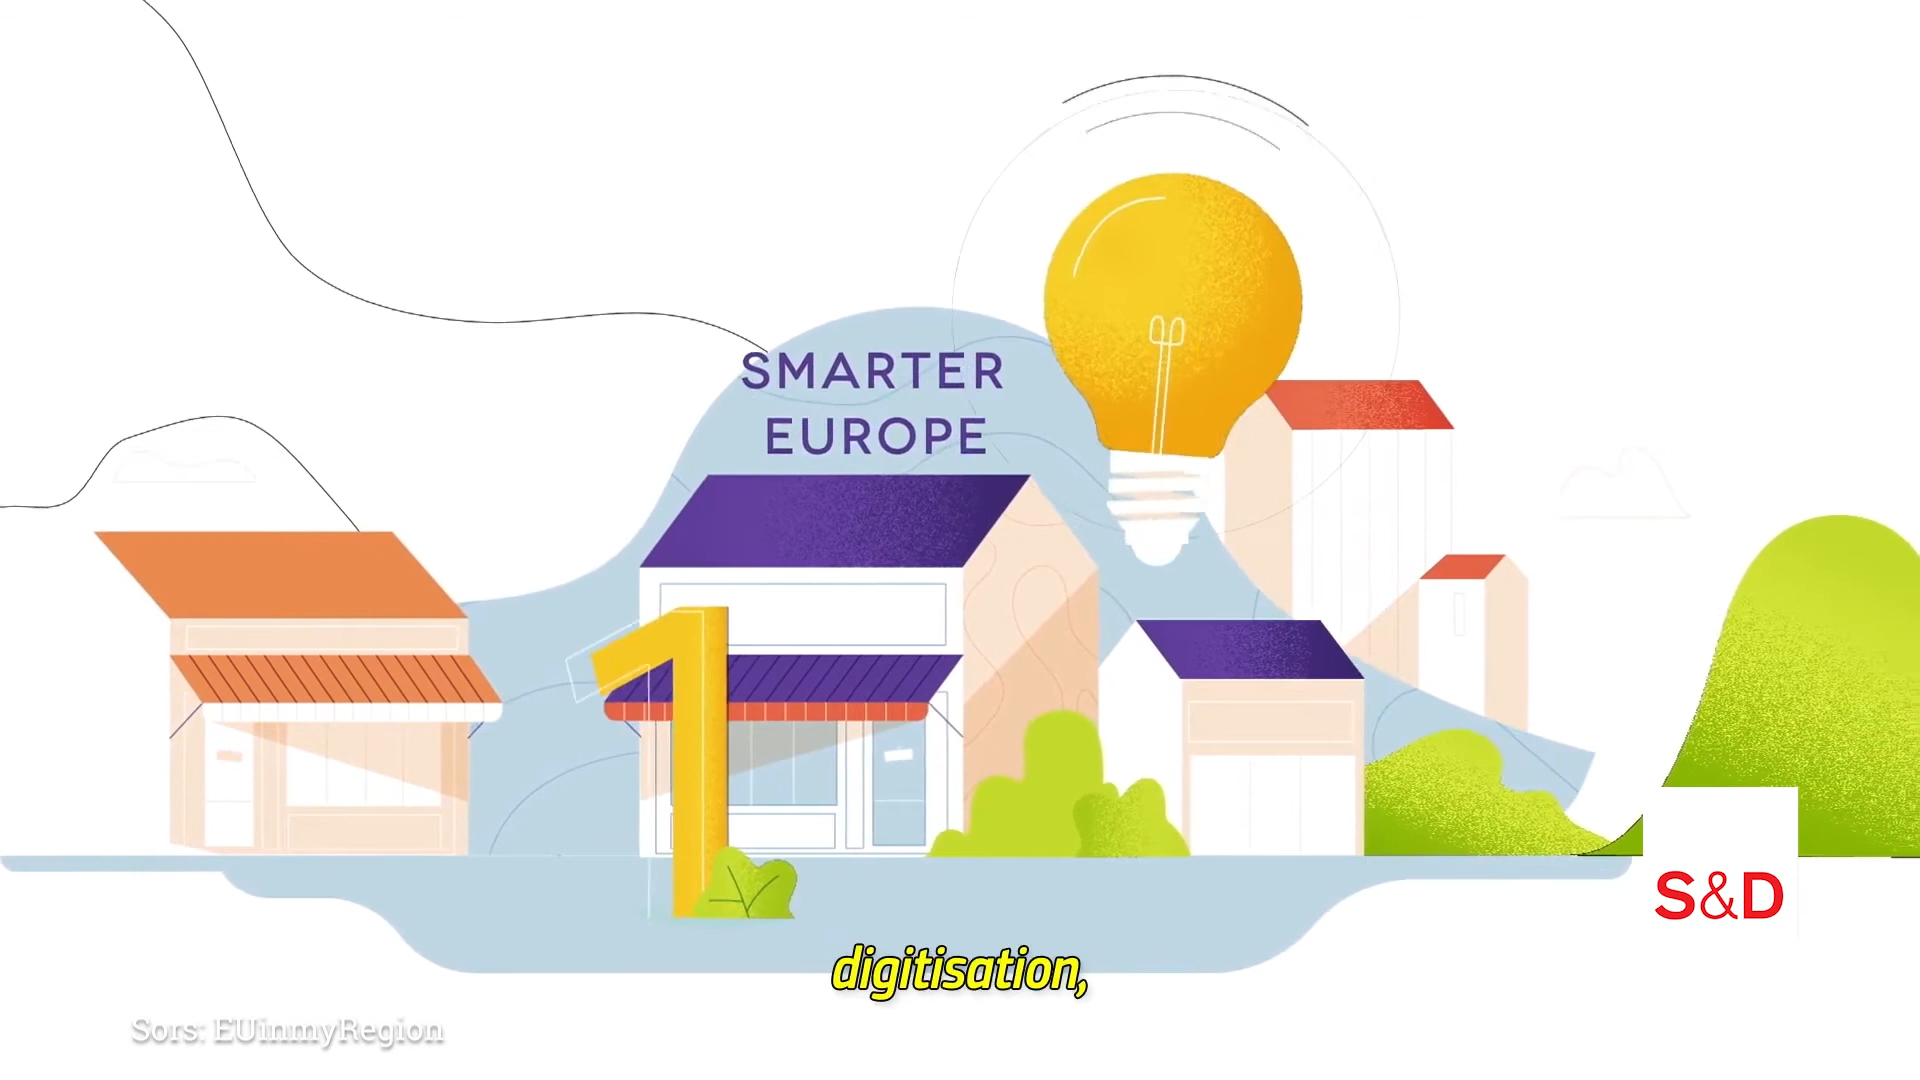 SMARTER
EUROPE
1
S&D
digitisation,
Sors: EUinmyRegion